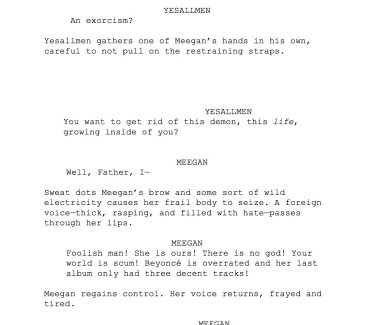 YESALLMEN
An exorcism?
Yesallmen gathers one of Meegan's hands in his own,
careful to not pull on the restraining straps.
YESALLMEN
You want to get rid of this demon, this life,
growing inside of you?
MEEGAN
Well, Father, I—
Sweat dots Meegan's brow and some sort of wild
electricity causes her frail body to seize. A foreign
voice—thick, rasping, and filled with hate—passes
through her lips.
MEEGAN
Foolish man! She is ours! There is no god! Your
world is scum! Beyoncé is overrated and her last
album only had three decent tracks!
Meegan regains control. Her voice returns, frayed and
tired.
MEEGAN